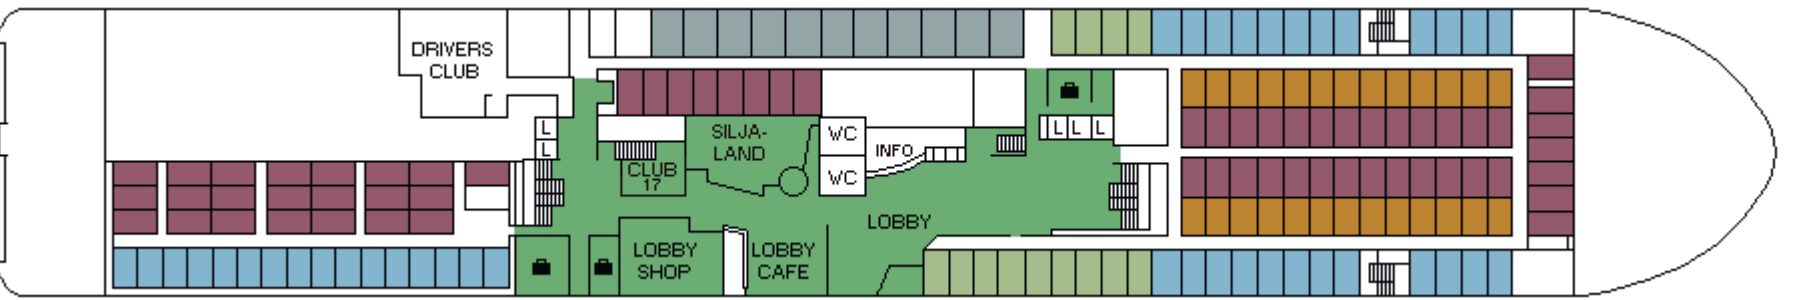 DRIVERS
CLUB
L
L
SILJA-
LAND
WC
INFO
L L L
CLUB
17
WC
LOBBY
LOBBY
SHOP
LOBBY
CAFE